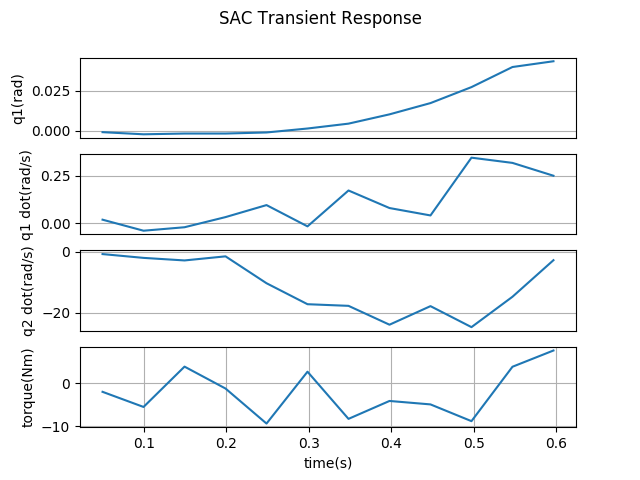 SAC Transient Response
q1(rad)
0.025
0.000
q1 dot(rad/s)
0.25
0.00
q2 dot(rad/s)
0
−20
torque(Nm)
0
−10
0.1 0.2 0.3 0.4 0.5 0.6
time(s)